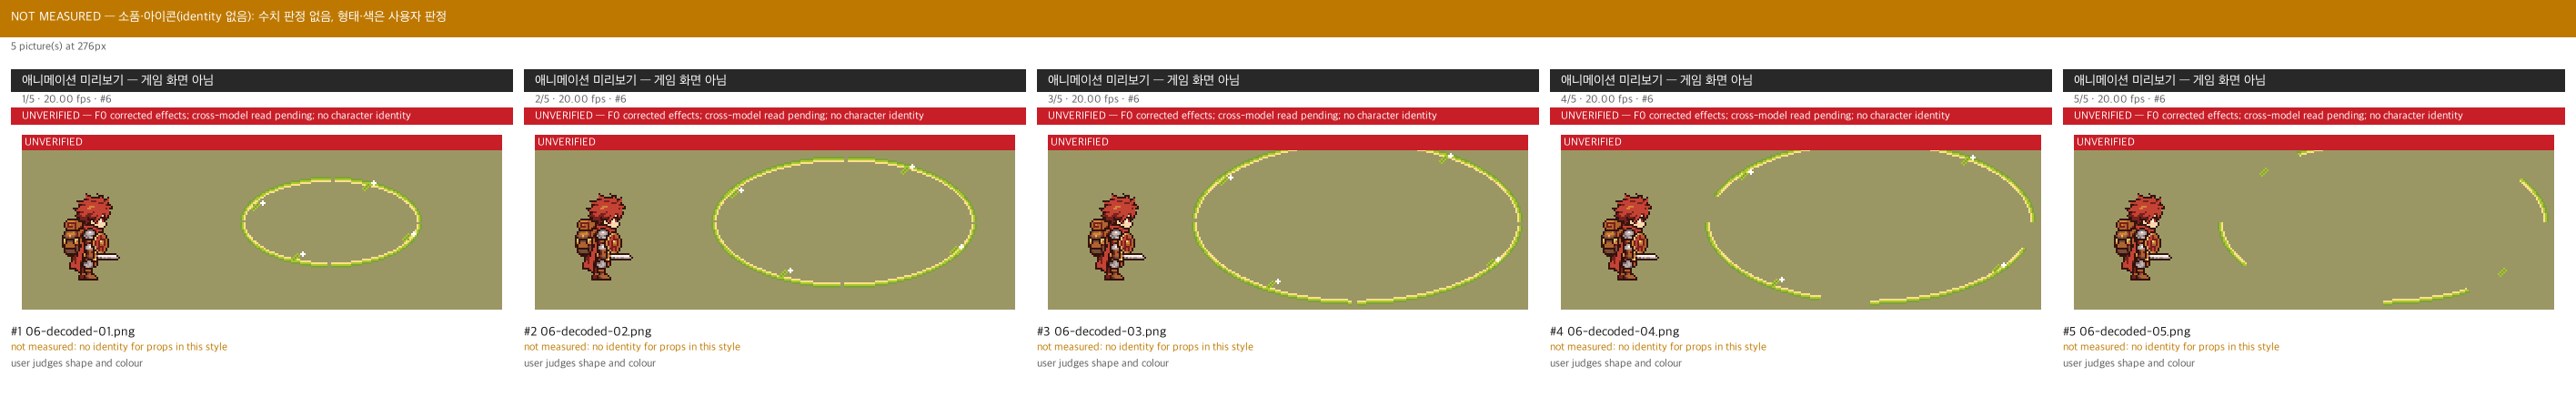 NOT MEASURED — 소품·아이콘(identity 없음): 수치 판정 없음, 형태·색은 사용자 판정
5 picture(s) at 276px
애니메이션 미리보기 — 게임 화면 아님
1/5 · 20.00 fps · #6
UNVERIFIED — F0 corrected effects; cross-model read pending; no character identity
UNVERIFIED
#1 06-decoded-01.png
not measured: no identity for props in this style
user judges shape and colour
애니메이션 미리보기 — 게임 화면 아님
2/5 · 20.00 fps · #6
UNVERIFIED — F0 corrected effects; cross-model read pending; no character identity
UNVERIFIED
#2 06-decoded-02.png
not measured: no identity for props in this style
user judges shape and colour
애니메이션 미리보기 — 게임 화면 아님
3/5 · 20.00 fps · #6
UNVERIFIED — F0 corrected effects; cross-model read pending; no character identity
UNVERIFIED
#3 06-decoded-03.png
not measured: no identity for props in this style
user judges shape and colour
애니메이션 미리보기 — 게임 화면 아님
4/5 · 20.00 fps · #6
UNVERIFIED — F0 corrected effects; cross-model read pending; no character identity
UNVERIFIED
#4 06-decoded-04.png
not measured: no identity for props in this style
user judges shape and colour
애니메이션 미리보기 — 게임 화면 아님
5/5 · 20.00 fps · #6
UNVERIFIED — F0 corrected effects; cross-model read pending; no character identity
UNVERIFIED
#5 06-decoded-05.png
not measured: no identity for props in this style
user judges shape and colour